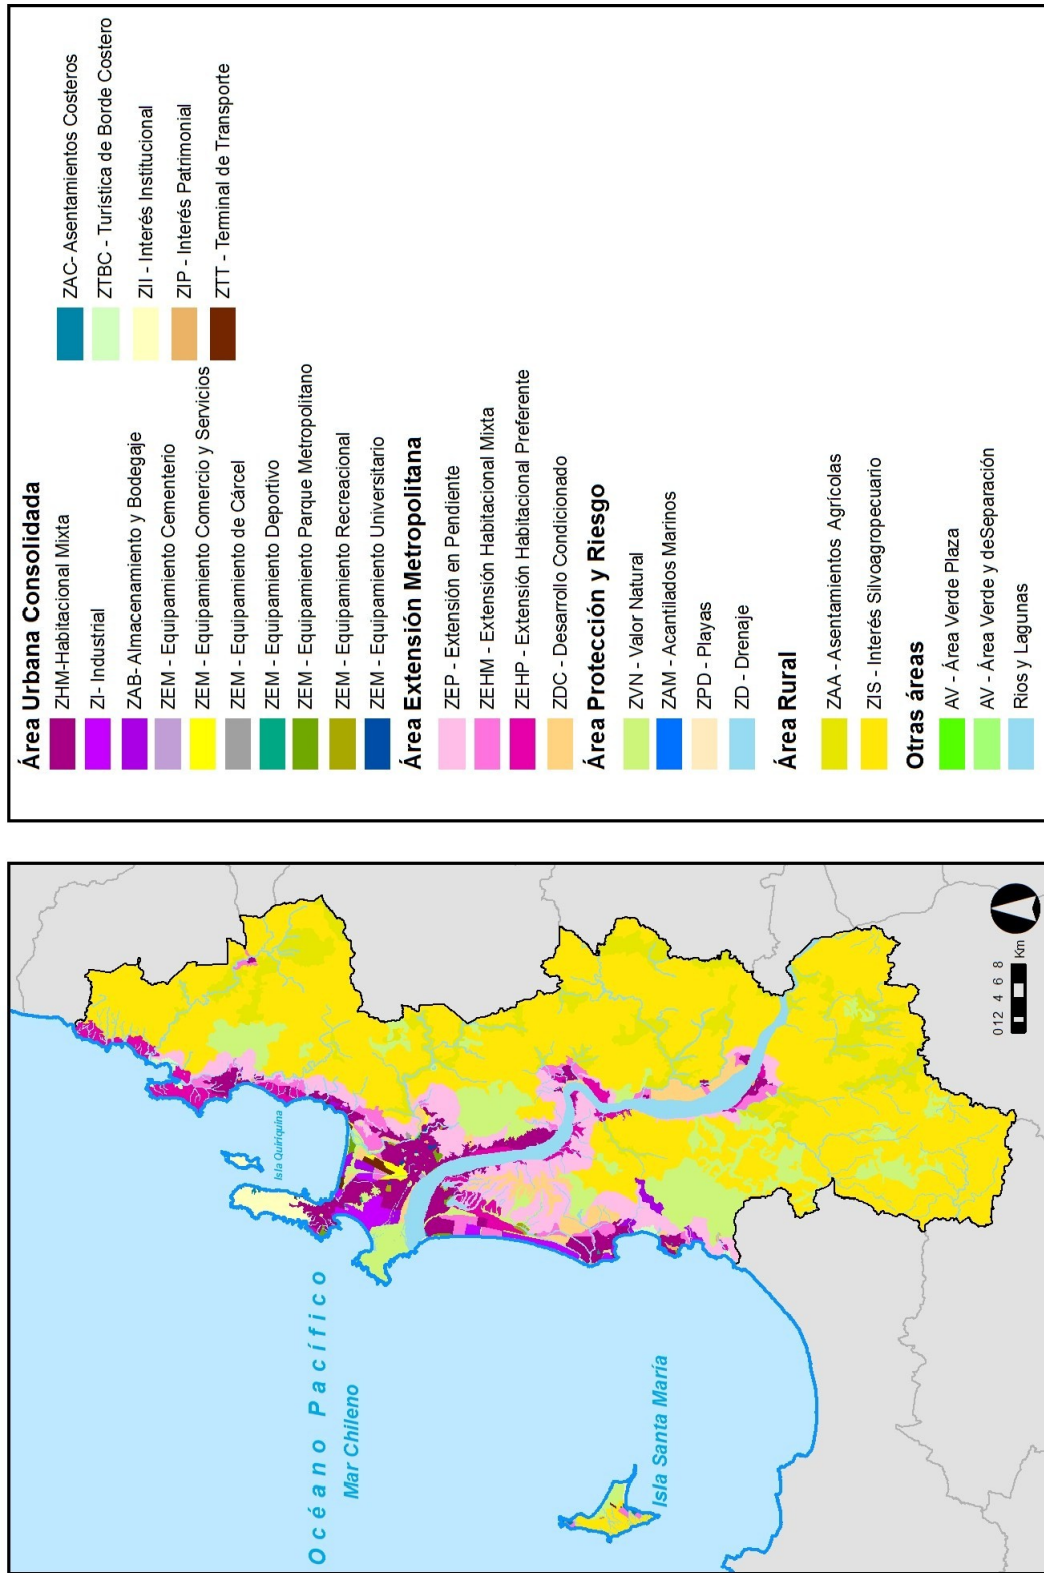 Área Urbana Consolidada
ZHM-Habitacional Mixta
ZI- Industrial
ZAB- Almacenamiento y Bodegaje
ZEM - Equipamiento Cementerio
ZEM - Equipamiento Comercio y Servicios
ZEM - Equipamiento de Cárcel
ZEM - Equipamiento Deportivo
ZEM - Equipamiento Parque Metropolitano
ZEM - Equipamiento Recreacional
ZEM - Equipamiento Universitario
ZAC- Asentamientos Costeros
ZTBC - Turística de Borde Costero
ZII - Interés Institucional
ZIP - Interés Patrimonial
ZTT - Terminal de Transporte
Área Extensión Metropolitana
ZEP - Extensión en Pendiente
ZEHM - Extensión Habitacional Mixta
ZEHP - Extensión Habitacional Preferente
ZDC - Desarrollo Condicionado
Área Protección y Riesgo
ZVN - Valor Natural
ZAM - Acantilados Marinos
ZPD - Playas
ZD - Drenaje
Área Rural
ZAA - Asentamientos Agrícolas
ZIS - Interés Silvoagropecuario
Otras áreas
AV - Área Verde Plaza
AV - Área Verde y deSeparación
Rios y Lagunas
Océano Pacífico
Mar Chileno
Isla Quiriquina
Isla Santa María
0 1 2 4 6 8
Km